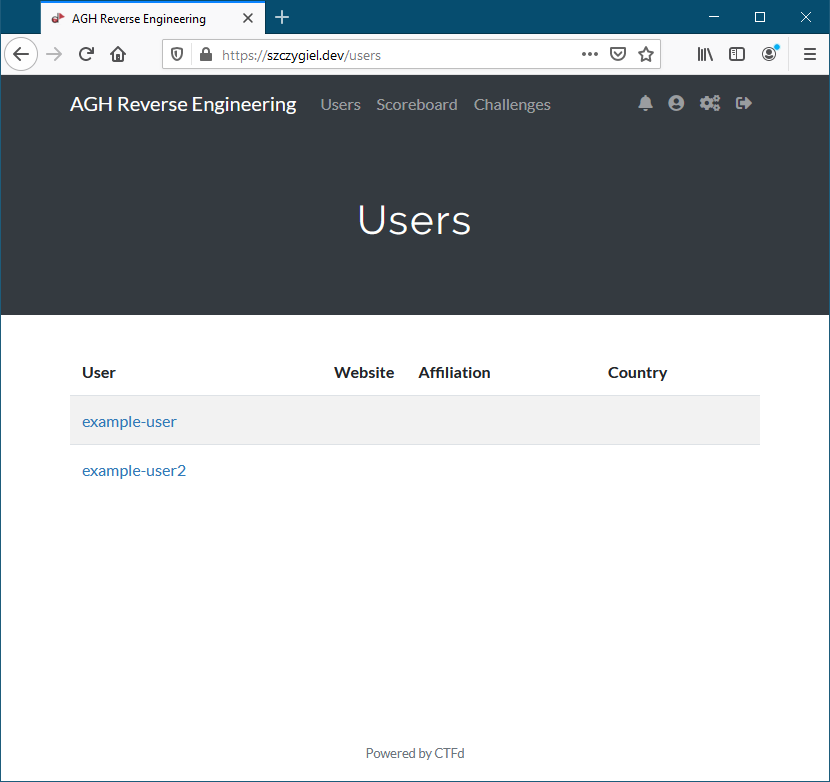 AGH Reverse Engineering
https://szczygiel.dev/users
AGH Reverse Engineering Users Scoreboard Challenges
Users
User Website Affiliation Country
example-user
example-user2
Powered by CTFd